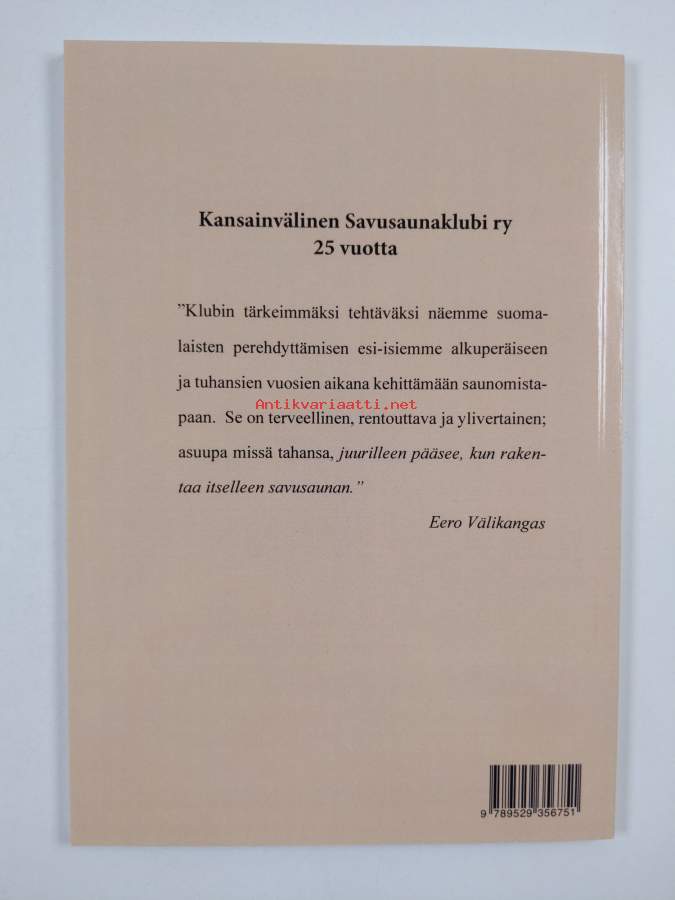 Kansainvälinen Savusaunaklubi ry
25 vuotta
”Klubin tärkeimmäksi tehtäväksi näemme suoma-
laisten perehdyttämisen esi-isiemme alkuperäiseen
ja tuhansien vuosien aikana kehittämään saunomista-
Antikvariaatti.net
paan. Se on terveellinen, rentouttava ja ylivertainen;
asuupa missä tahansa, juurilleen pääsee, kun raken-
taa itselleen savusaunan.”
Eero Välikangas
9 789529 356751